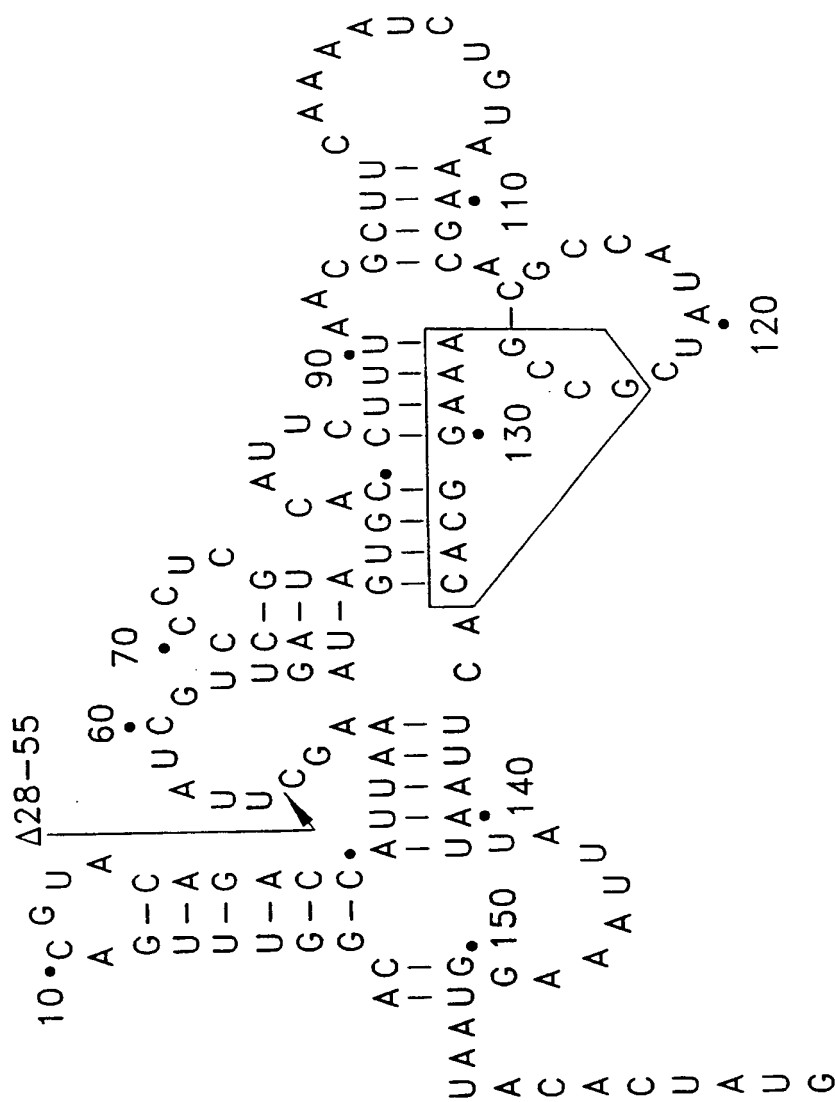 Δ28-55
60 70
10 C G U A
A U U A U C G C C U C
G-C U C
U-A U C-G
U-G G A-U
U-A A U-A
G-C C G A
G-C
C A U U C A
90 A A C
C A A A A U C U G U A
A C A U U A A G U G C C U U U G C U U
U A A U G U A A U U C A C A C G G A A A C G A A
150 140 130 110
G A A A U U A U
G C C G C U A U A C C G C A
120
A C A C U A U G